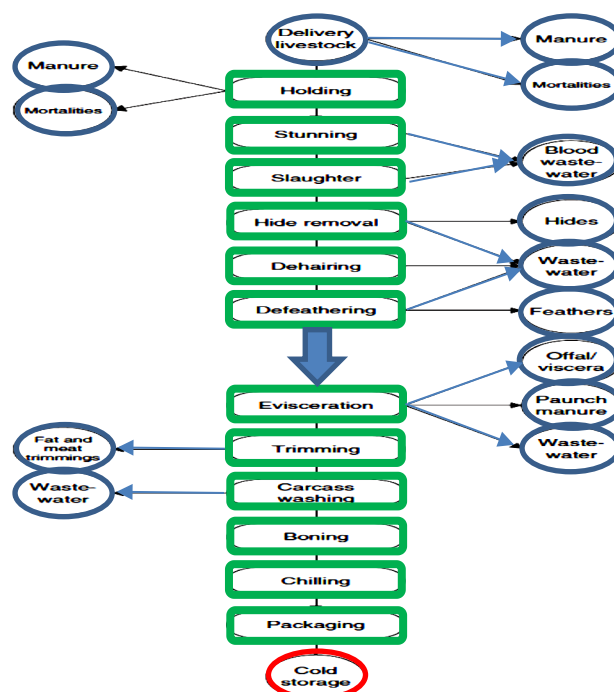 Delivery
livestock
Manure
Manure
Mortalities
Holding
Mortalities
Stunning
Blood
waste-
water
Slaughter
Hide removal
Hides
Dehairing
Waste-
water
Defeathering
Feathers
Offal/
viscera
Evisceration
Paunch
manure
Fat and
meat
trimmings
Trimming
Waste-
water
Waste-
water
Carcass
washing
Boning
Chilling
Packaging
Cold
storage